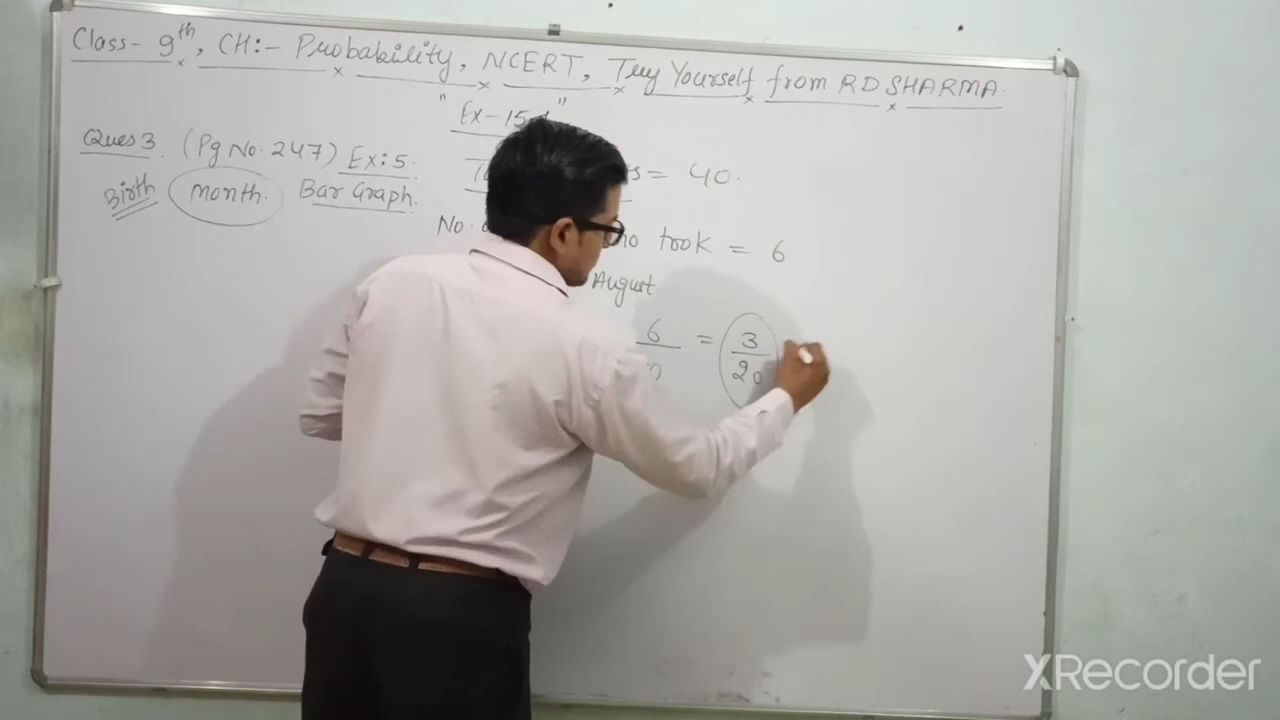 Class- 9th, CH:- Probability, NCERT, Try Yourself from RD SHARMA.
"Ex-15.1"
Ques 3. (Pg No. 247) Ex: 5.
Birth month. Bar Graph.
= 40.
No. took = 6
August
6 = 3
20
XRecorder